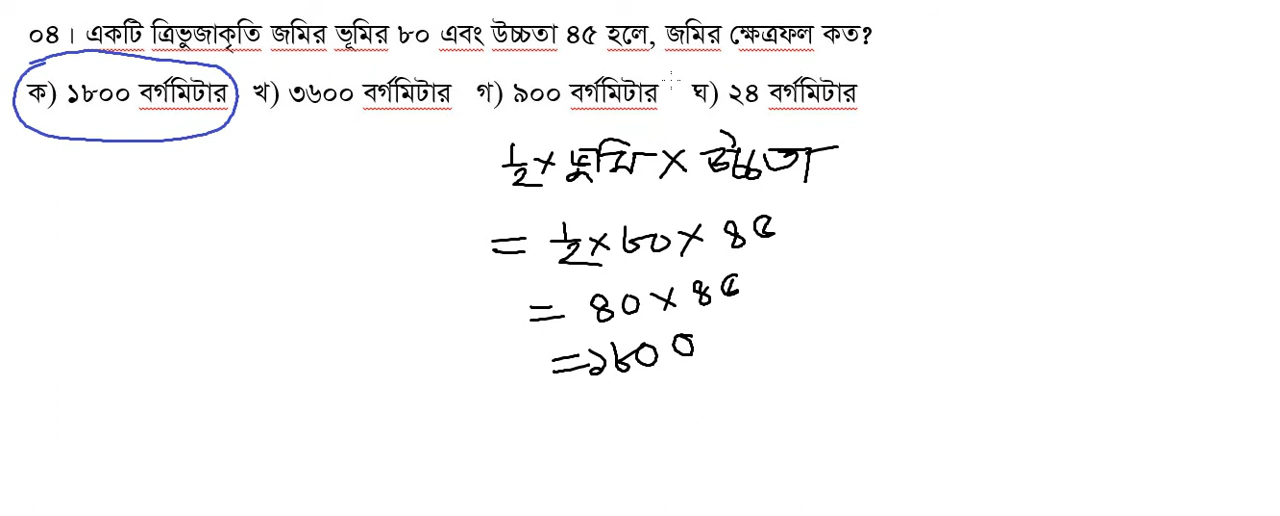 ০৪। একটি ত্রিভুজাকৃতি জমির ভূমির ৮০ এবং উচ্চতা ৪৫ হলে, জমির ক্ষেত্রফল কত?
ক) ১৮০০ বর্গমিটার খ) ৩৬০০ বর্গমিটার গ) ৯০০ বর্গমিটার ঘ) ২৪ বর্গমিটার
½ × ভূমি × উচ্চতা
= ½ × ৮০ × ৪৫
= ৪০ × ৪৫
= ১৮০০